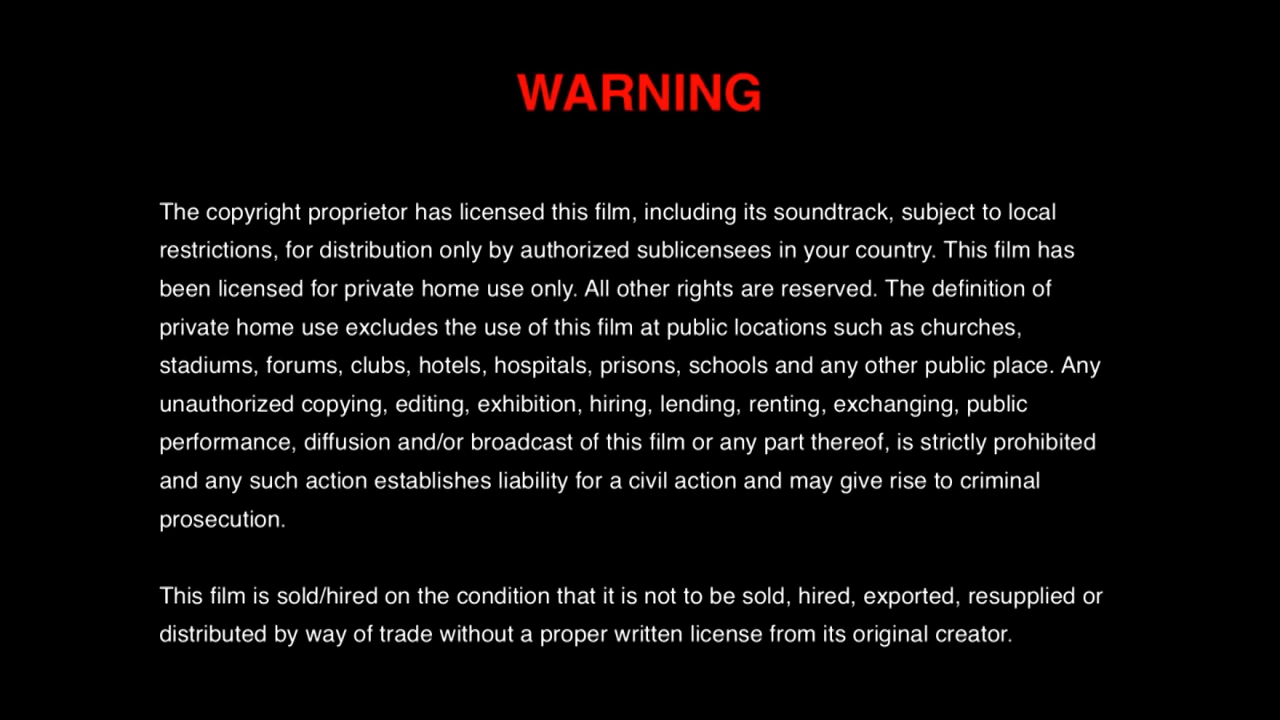 WARNING
The copyright proprietor has licensed this film, including its soundtrack, subject to local
restrictions, for distribution only by authorized sublicensees in your country. This film has
been licensed for private home use only. All other rights are reserved. The definition of
private home use excludes the use of this film at public locations such as churches,
stadiums, forums, clubs, hotels, hospitals, prisons, schools and any other public place. Any
unauthorized copying, editing, exhibition, hiring, lending, renting, exchanging, public
performance, diffusion and/or broadcast of this film or any part thereof, is strictly prohibited
and any such action establishes liability for a civil action and may give rise to criminal
prosecution.
This film is sold/hired on the condition that it is not to be sold, hired, exported, resupplied or
distributed by way of trade without a proper written license from its original creator.